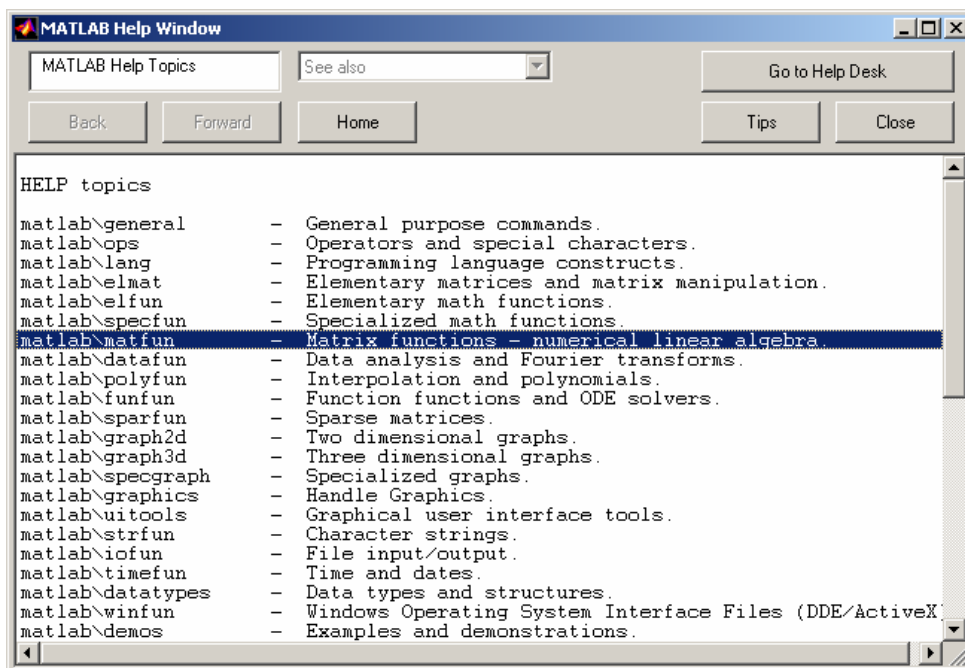 MATLAB Help Window
MATLAB Help Topics
See also
Go to Help Desk
Back
Forward
Home
Tips
Close
HELP topics
matlab\general - General purpose commands.
matlab\ops - Operators and special characters.
matlab\lang - Programming language constructs.
matlab\elmat - Elementary matrices and matrix manipulation.
matlab\elfun - Elementary math functions.
matlab\specfun - Specialized math functions.
matlab\matfun - Matrix functions - numerical linear algebra.
matlab\datafun - Data analysis and Fourier transforms.
matlab\polyfun - Interpolation and polynomials.
matlab\funfun - Function functions and ODE solvers.
matlab\sparfun - Sparse matrices.
matlab\graph2d - Two dimensional graphs.
matlab\graph3d - Three dimensional graphs.
matlab\specgraph - Specialized graphs.
matlab\graphics - Handle Graphics.
matlab\uitools - Graphical user interface tools.
matlab\strfun - Character strings.
matlab\iofun - File input/output.
matlab\timefun - Time and dates.
matlab\datatypes - Data types and structures.
matlab\winfun - Windows Operating System Interface Files (DDE/ActiveX)
matlab\demos - Examples and demonstrations.